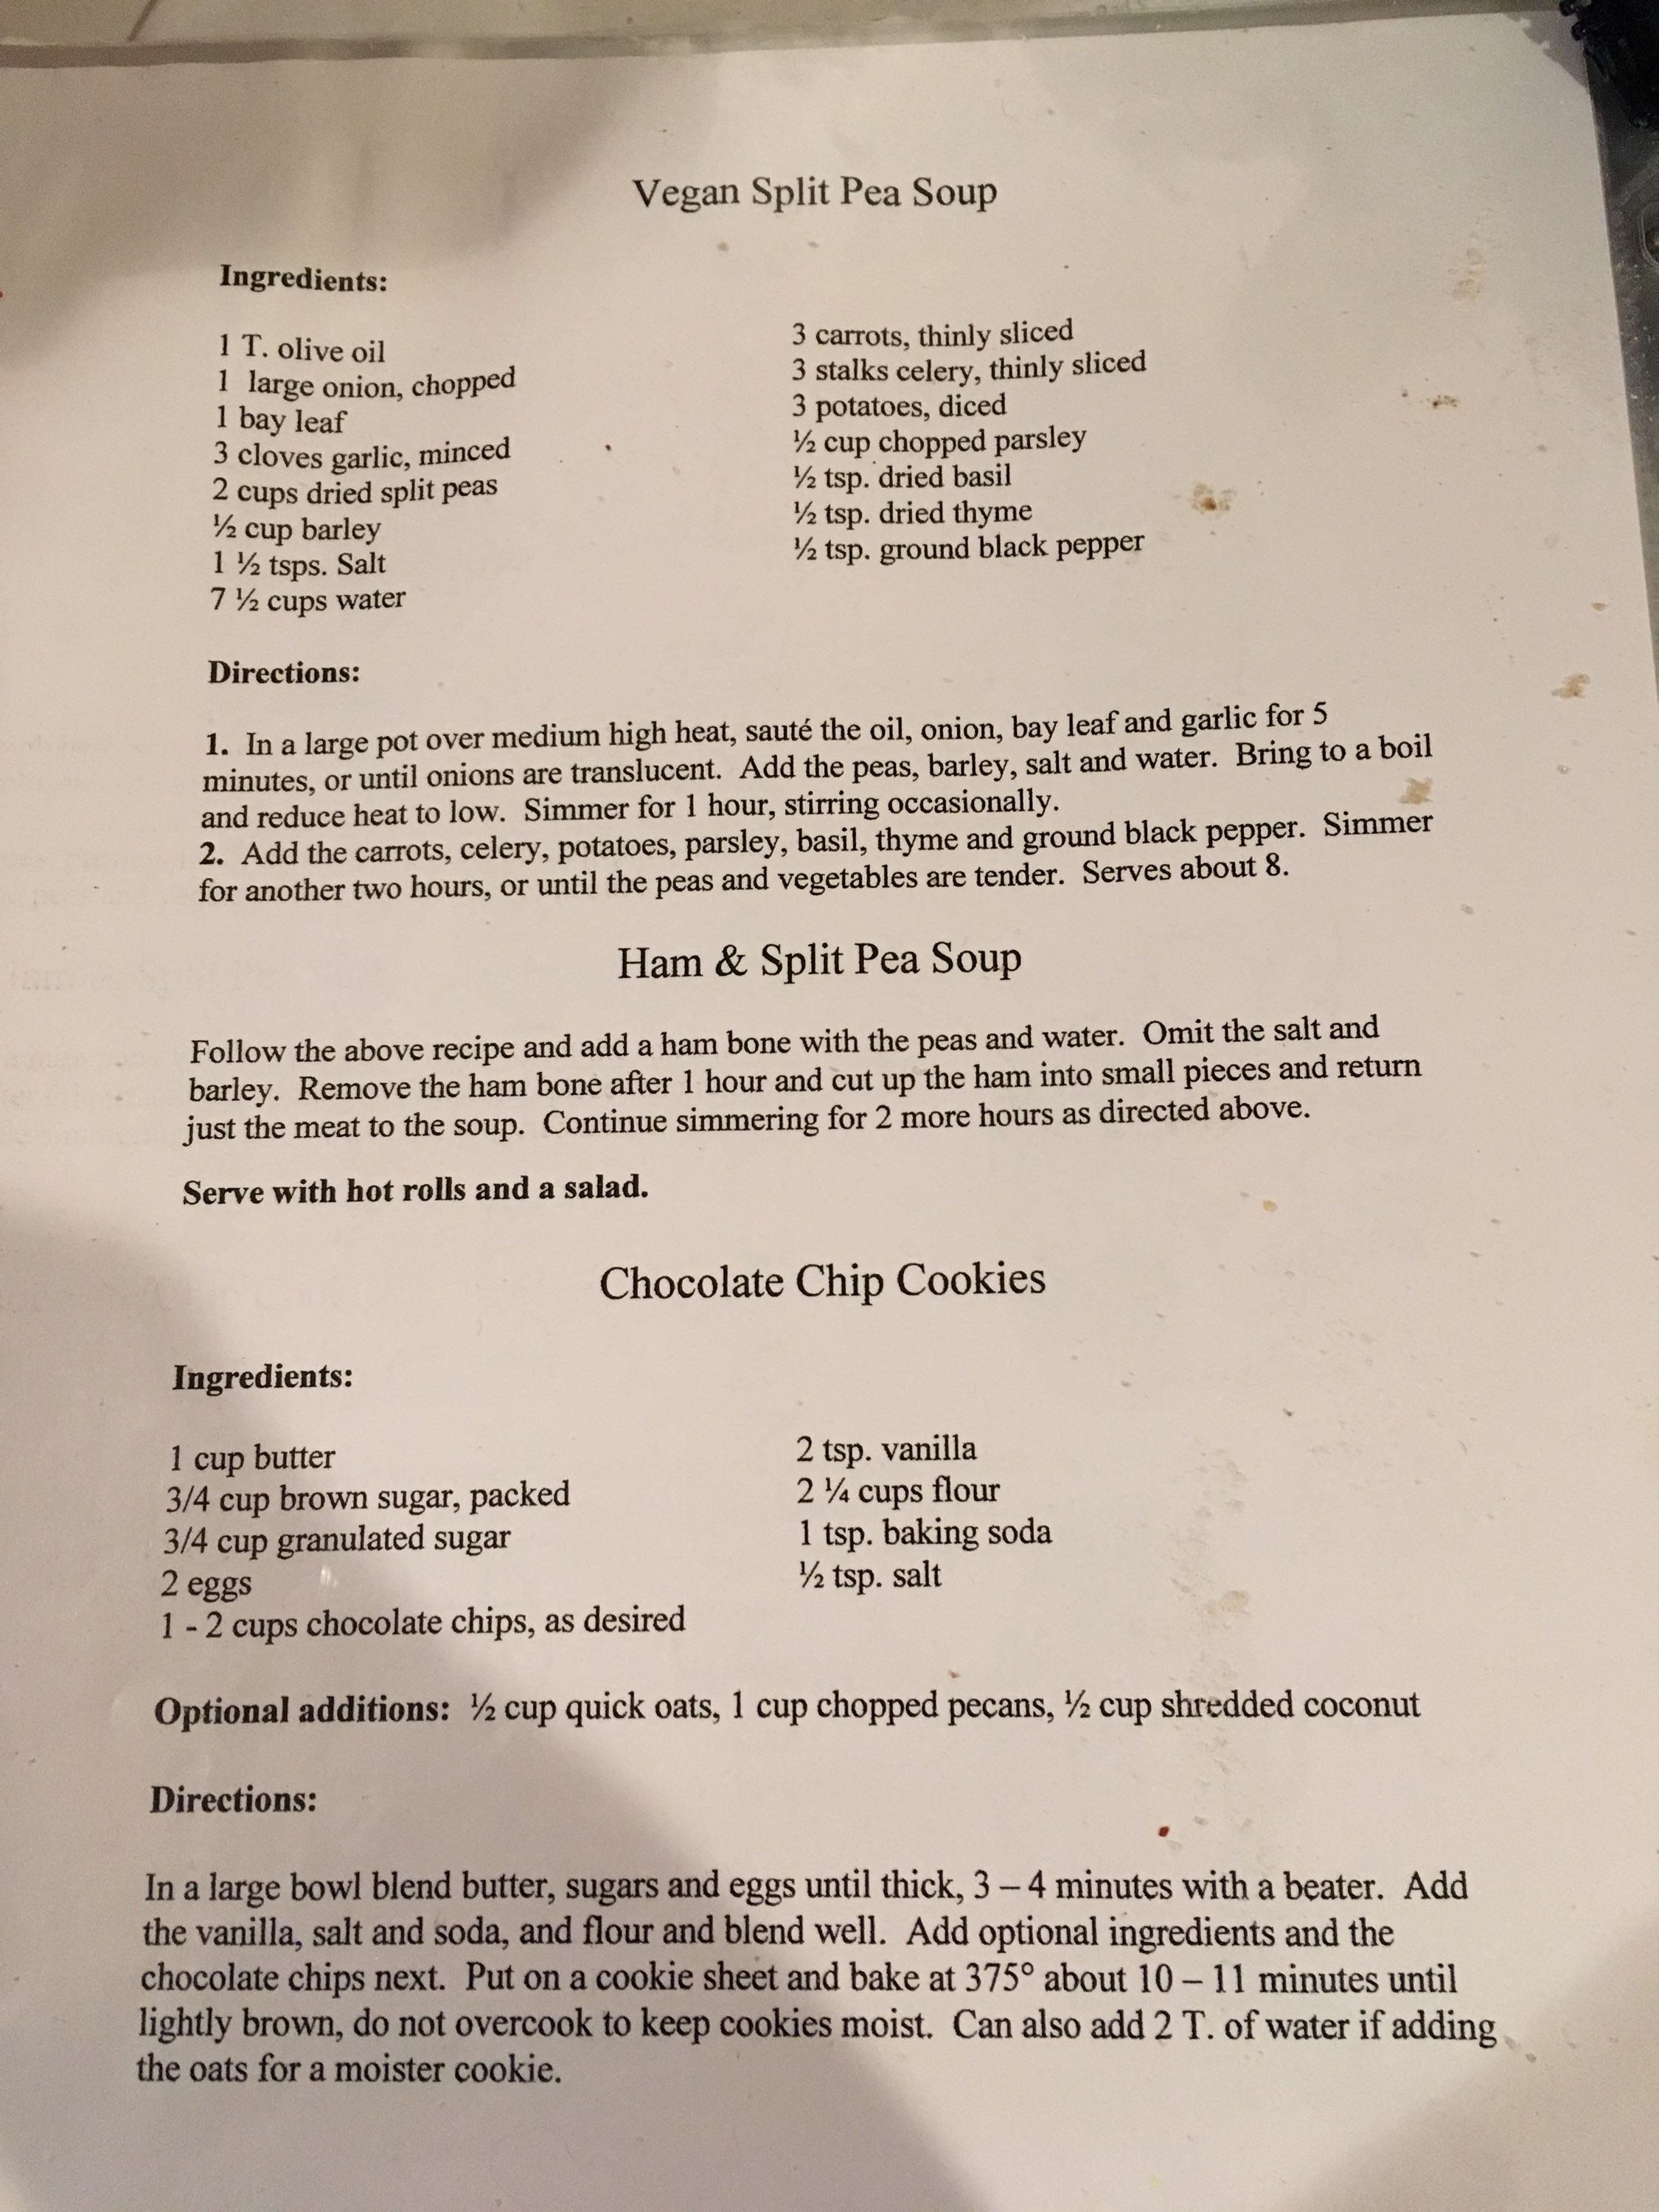 Vegan Split Pea Soup
Ingredients:
1 T. olive oil
1 large onion, chopped
1 bay leaf
3 cloves garlic, minced
2 cups dried split peas
½ cup barley
1 ½ tsps. Salt
7 ½ cups water
3 carrots, thinly sliced
3 stalks celery, thinly sliced
3 potatoes, diced
½ cup chopped parsley
½ tsp. dried basil
½ tsp. dried thyme
½ tsp. ground black pepper
Directions:
1. In a large pot over medium high heat, sauté the oil, onion, bay leaf and garlic for 5
minutes, or until onions are translucent. Add the peas, barley, salt and water. Bring to a boil
and reduce heat to low. Simmer for 1 hour, stirring occasionally.
2. Add the carrots, celery, potatoes, parsley, basil, thyme and ground black pepper. Simmer
for another two hours, or until the peas and vegetables are tender. Serves about 8.
Ham & Split Pea Soup
Follow the above recipe and add a ham bone with the peas and water. Omit the salt and
barley. Remove the ham bone after 1 hour and cut up the ham into small pieces and return
just the meat to the soup. Continue simmering for 2 more hours as directed above.
Serve with hot rolls and a salad.
Chocolate Chip Cookies
Ingredients:
1 cup butter
3/4 cup brown sugar, packed
3/4 cup granulated sugar
2 eggs
1 - 2 cups chocolate chips, as desired
2 tsp. vanilla
2 ¼ cups flour
1 tsp. baking soda
½ tsp. salt
Optional additions: ½ cup quick oats, 1 cup chopped pecans, ½ cup shredded coconut
Directions:
In a large bowl blend butter, sugars and eggs until thick, 3 – 4 minutes with a beater. Add
the vanilla, salt and soda, and flour and blend well. Add optional ingredients and the
chocolate chips next. Put on a cookie sheet and bake at 375° about 10 – 11 minutes until
lightly brown, do not overcook to keep cookies moist. Can also add 2 T. of water if adding
the oats for a moister cookie.